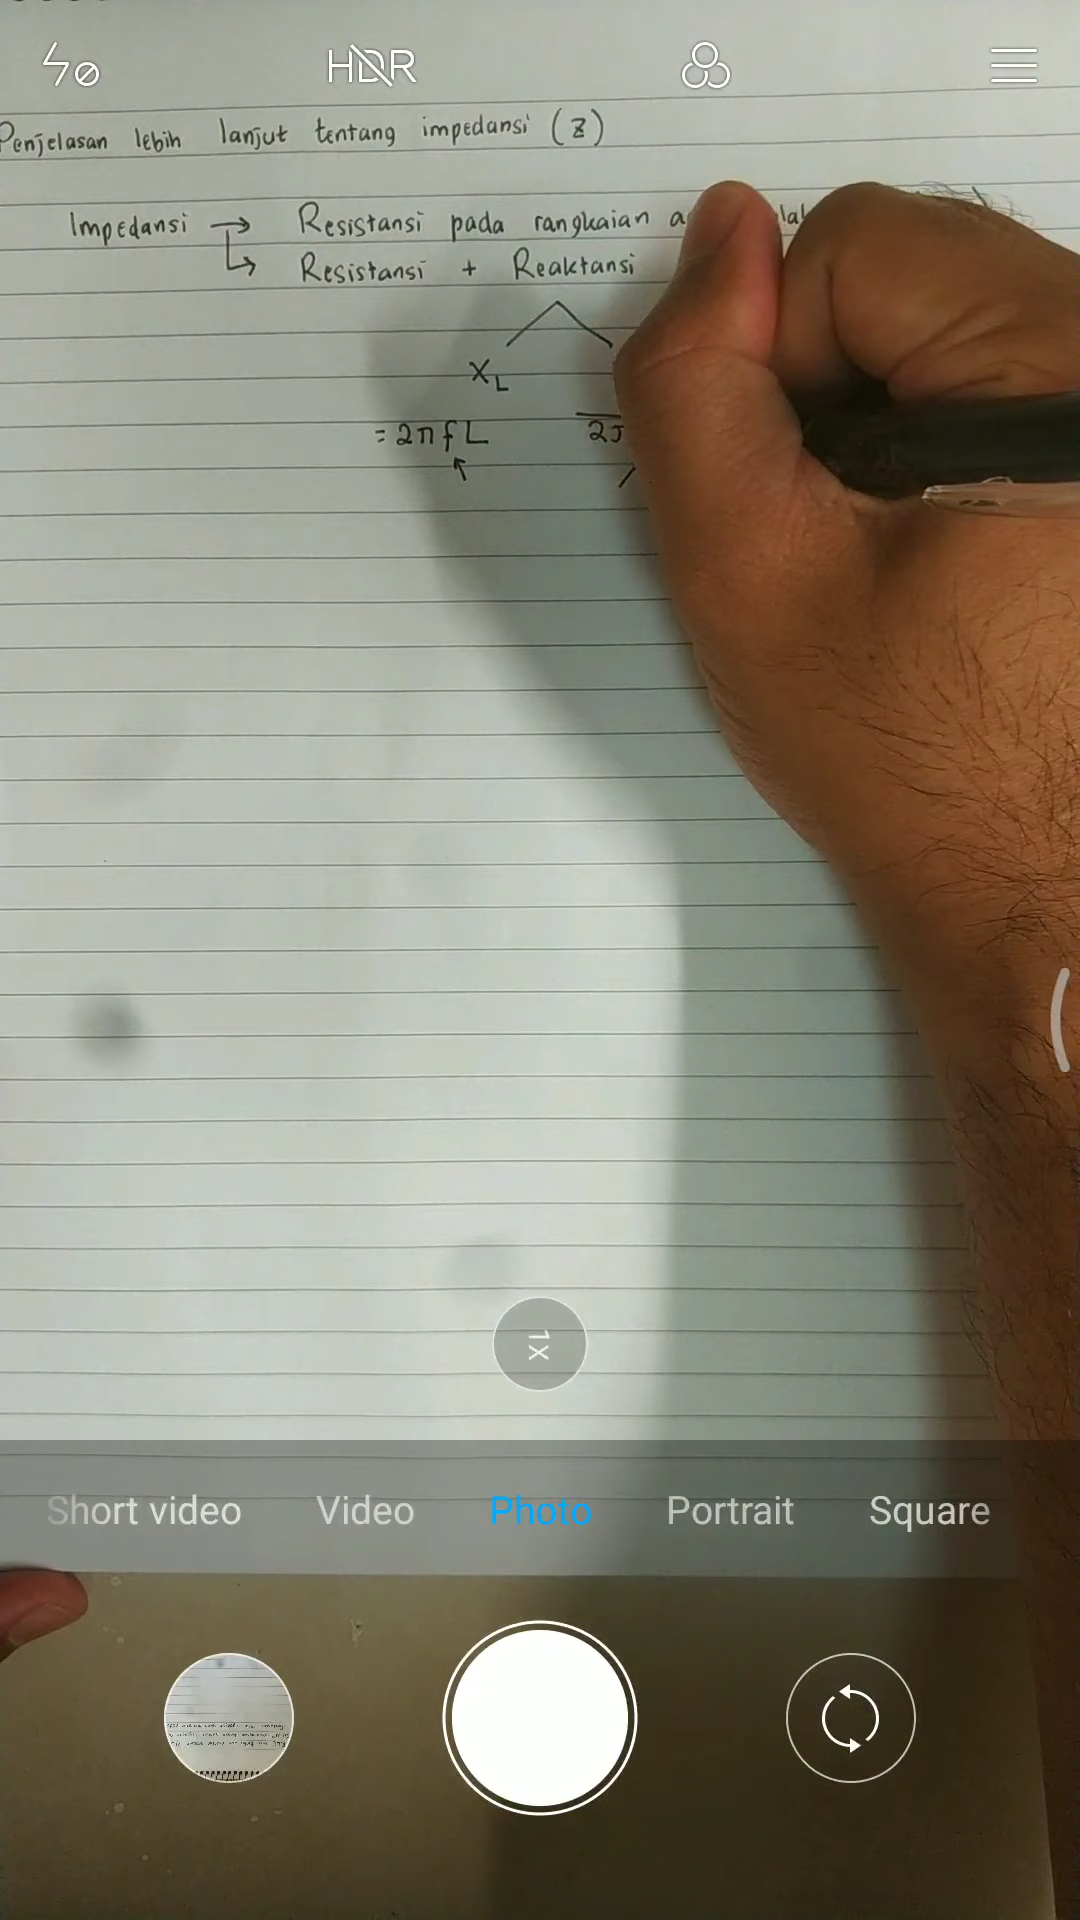 HDR
Penjelasan lebih lanjut tentang impedansi (Z)
Impedansi → Resistansi pada rangkaian
↳ Resistansi + Reaktansi
X_L
= 2πfL
1X
Short video Video Photo Portrait Square